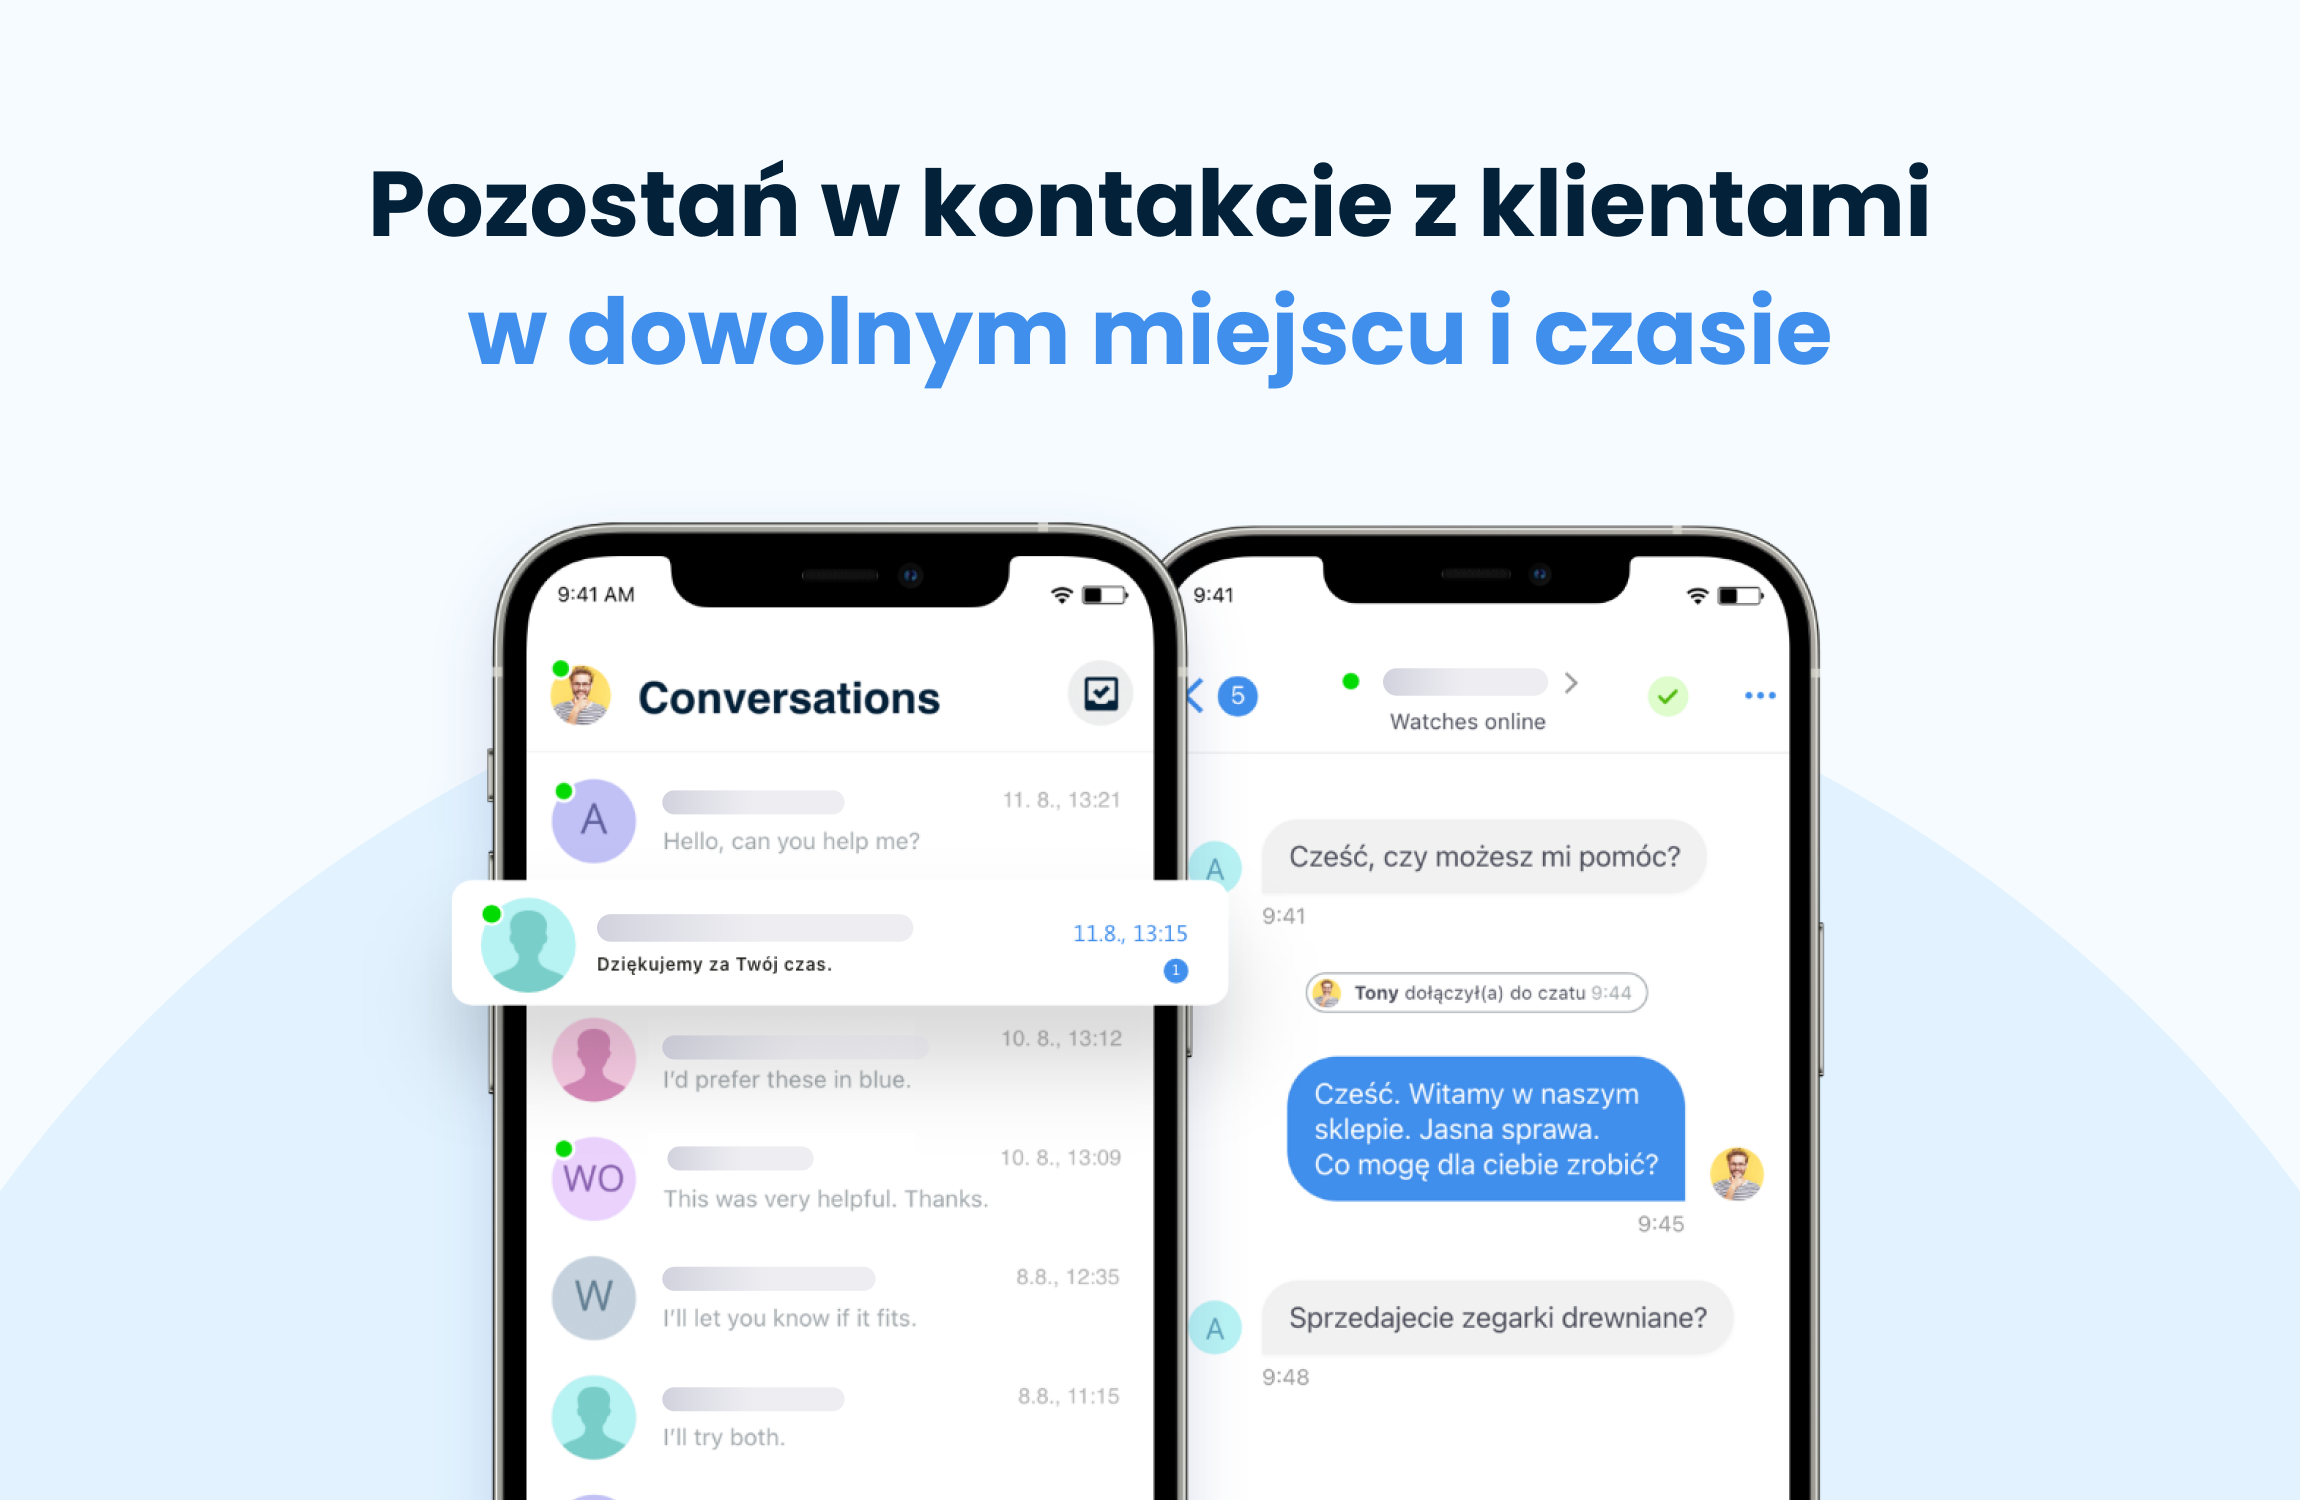 Pozostań w kontakcie z klientami
w dowolnym miejscu i czasie
9:41 AM
Conversations
A
11. 8., 13:21
Hello, can you help me?
11.8., 13:15
Dziękujemy za Twój czas.
1
10. 8., 13:12
I'd prefer these in blue.
WO
10. 8., 13:09
This was very helpful. Thanks.
W
8.8., 12:35
I'll let you know if it fits.
8.8., 11:15
I'll try both.
9:41
5
Watches online
A
Cześć, czy możesz mi pomóc?
9:41
Tony dołączył(a) do czatu 9:44
Cześć. Witamy w naszym
sklepie. Jasna sprawa.
Co mogę dla ciebie zrobić?
9:45
A
Sprzedajecie zegarki drewniane?
9:48